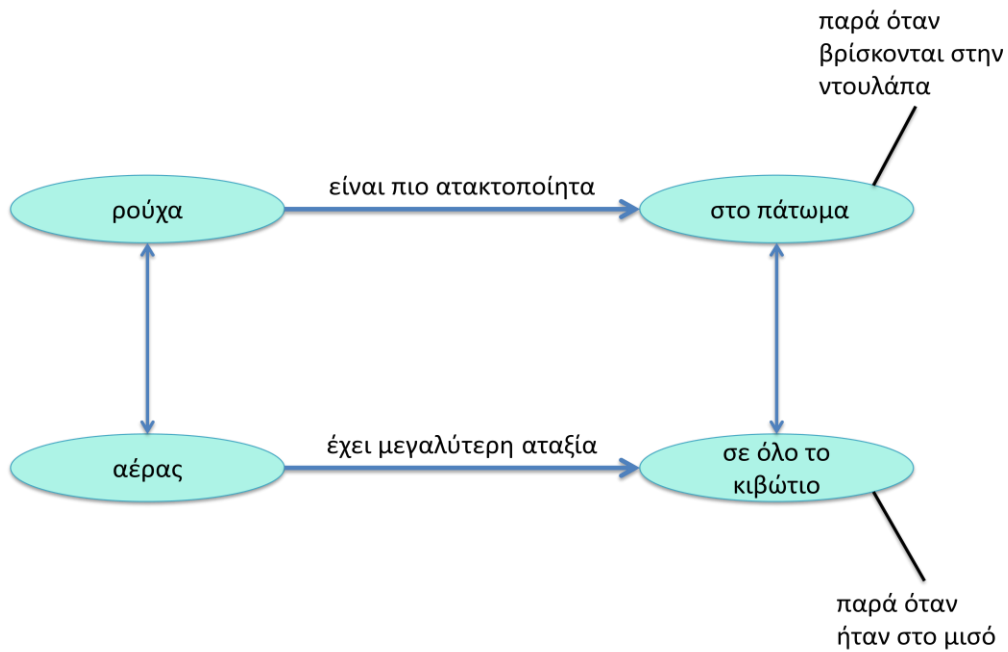 παρά όταν
βρίσκονται στην
ντουλάπα
είναι πιο ατακτοποίητα
ρούχα
στο πάτωμα
έχει μεγαλύτερη αταξία
αέρας
σε όλο το
κιβώτιο
παρά όταν
ήταν στο μισό